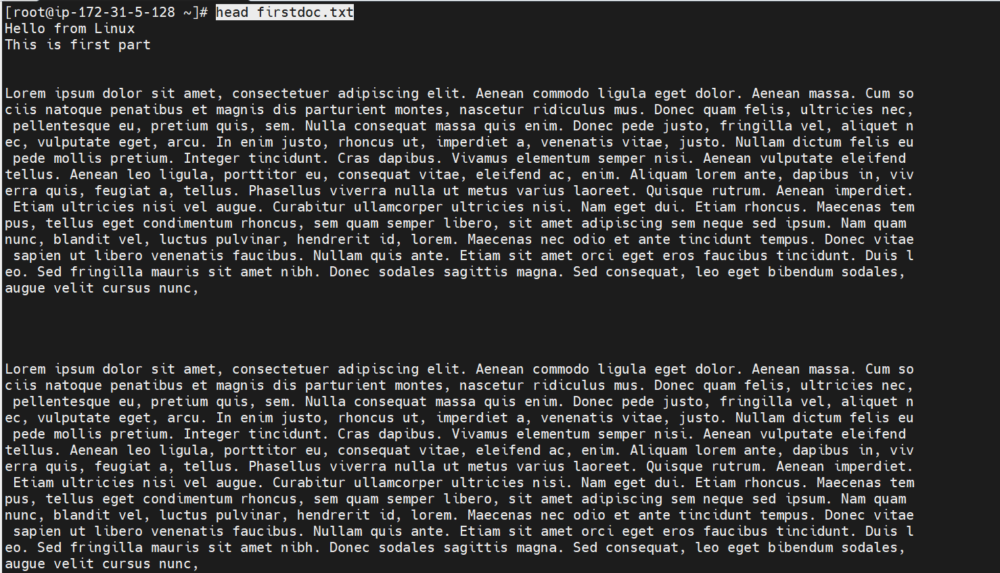 [root@ip-172-31-5-128 ~]# head firstdoc.txt
Hello from Linux
This is first part
Lorem ipsum dolor sit amet, consectetuer adipiscing elit. Aenean commodo ligula eget dolor. Aenean massa. Cum so
ciis natoque penatibus et magnis dis parturient montes, nascetur ridiculus mus. Donec quam felis, ultricies nec,
 pellentesque eu, pretium quis, sem. Nulla consequat massa quis enim. Donec pede justo, fringilla vel, aliquet n
ec, vulputate eget, arcu. In enim justo, rhoncus ut, imperdiet a, venenatis vitae, justo. Nullam dictum felis eu
 pede mollis pretium. Integer tincidunt. Cras dapibus. Vivamus elementum semper nisi. Aenean vulputate eleifend
tellus. Aenean leo ligula, porttitor eu, consequat vitae, eleifend ac, enim. Aliquam lorem ante, dapibus in, viv
erra quis, feugiat a, tellus. Phasellus viverra nulla ut metus varius laoreet. Quisque rutrum. Aenean imperdiet.
 Etiam ultricies nisi vel augue. Curabitur ullamcorper ultricies nisi. Nam eget dui. Etiam rhoncus. Maecenas tem
pus, tellus eget condimentum rhoncus, sem quam semper libero, sit amet adipiscing sem neque sed ipsum. Nam quam
nunc, blandit vel, luctus pulvinar, hendrerit id, lorem. Maecenas nec odio et ante tincidunt tempus. Donec vitae
 sapien ut libero venenatis faucibus. Nullam quis ante. Etiam sit amet orci eget eros faucibus tincidunt. Duis l
eo. Sed fringilla mauris sit amet nibh. Donec sodales sagittis magna. Sed consequat, leo eget bibendum sodales,
augue velit cursus nunc,
Lorem ipsum dolor sit amet, consectetuer adipiscing elit. Aenean commodo ligula eget dolor. Aenean massa. Cum so
ciis natoque penatibus et magnis dis parturient montes, nascetur ridiculus mus. Donec quam felis, ultricies nec,
 pellentesque eu, pretium quis, sem. Nulla consequat massa quis enim. Donec pede justo, fringilla vel, aliquet n
ec, vulputate eget, arcu. In enim justo, rhoncus ut, imperdiet a, venenatis vitae, justo. Nullam dictum felis eu
 pede mollis pretium. Integer tincidunt. Cras dapibus. Vivamus elementum semper nisi. Aenean vulputate eleifend
tellus. Aenean leo ligula, porttitor eu, consequat vitae, eleifend ac, enim. Aliquam lorem ante, dapibus in, viv
erra quis, feugiat a, tellus. Phasellus viverra nulla ut metus varius laoreet. Quisque rutrum. Aenean imperdiet.
 Etiam ultricies nisi vel augue. Curabitur ullamcorper ultricies nisi. Nam eget dui. Etiam rhoncus. Maecenas tem
pus, tellus eget condimentum rhoncus, sem quam semper libero, sit amet adipiscing sem neque sed ipsum. Nam quam
nunc, blandit vel, luctus pulvinar, hendrerit id, lorem. Maecenas nec odio et ante tincidunt tempus. Donec vitae
 sapien ut libero venenatis faucibus. Nullam quis ante. Etiam sit amet orci eget eros faucibus tincidunt. Duis l
eo. Sed fringilla mauris sit amet nibh. Donec sodales sagittis magna. Sed consequat, leo eget bibendum sodales,
augue velit cursus nunc,